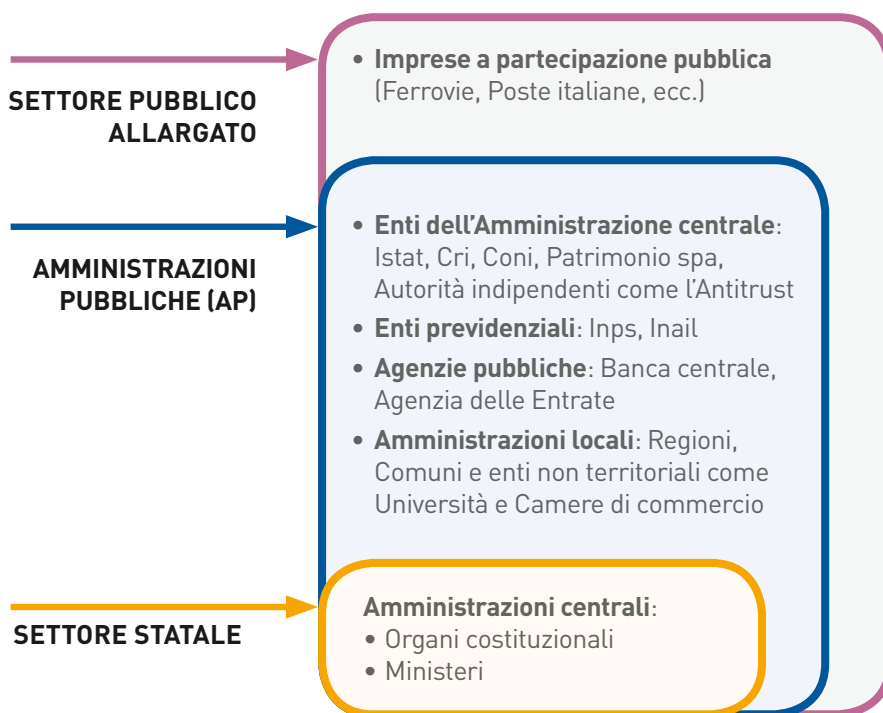 • Imprese a partecipazione pubblica
(Ferrovie, Poste italiane, ecc.)
SETTORE PUBBLICO
ALLARGATO
• Enti dell’Amministrazione centrale:
Istat, Cri, Coni, Patrimonio spa,
Autorità indipendenti come l’Antitrust
• Enti previdenziali: Inps, Inail
• Agenzie pubbliche: Banca centrale,
Agenzia delle Entrate
• Amministrazioni locali: Regioni,
Comuni e enti non territoriali come
Università e Camere di commercio
AMMINISTRAZIONI
PUBBLICHE (AP)
Amministrazioni centrali:
• Organi costituzionali
• Ministeri
SETTORE STATALE